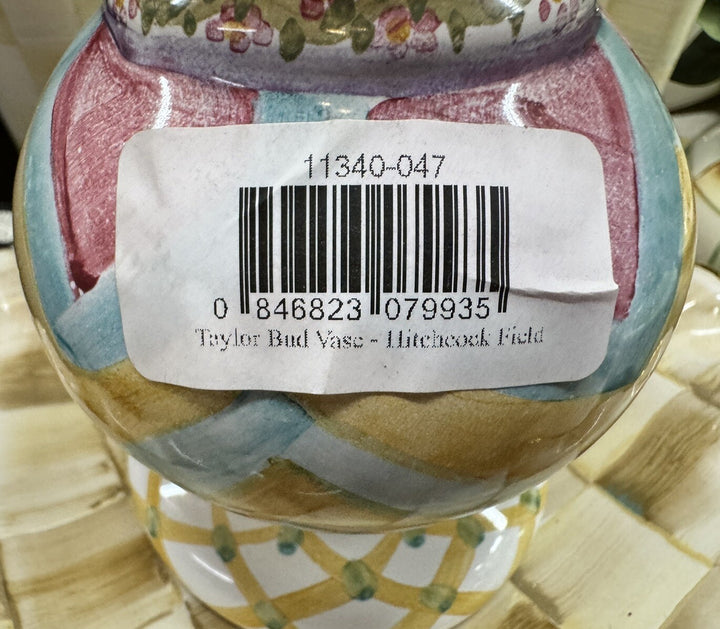 11340-047
0 846823 079935
Taylor Bud Vase - Hitchcock Field